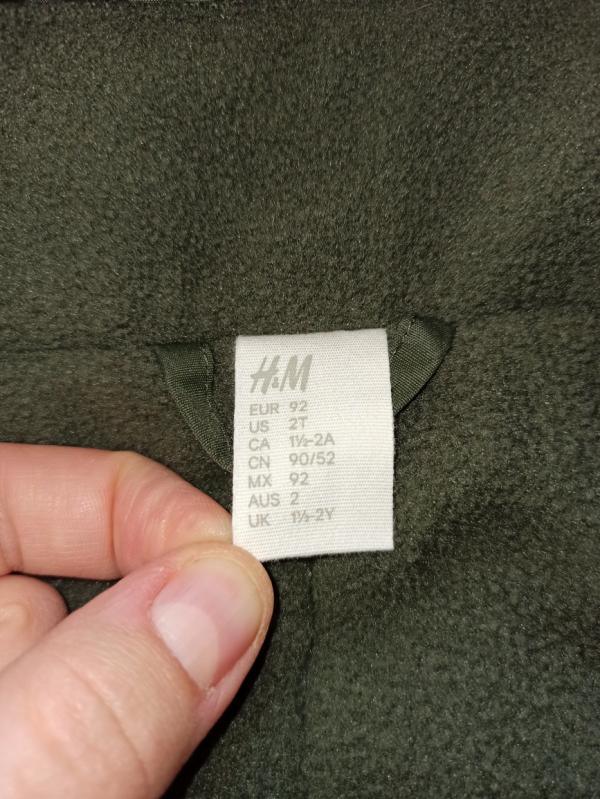 H&M
EUR 92
US 2T
CA 1½-2A
CN 90/52
MX 92
AUS 2
UK 1½-2Y